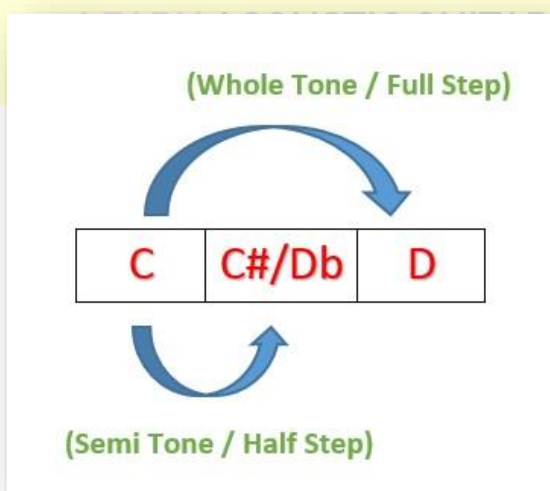 (Whole Tone / Full Step)
C C#/Db D
(Semi Tone / Half Step)